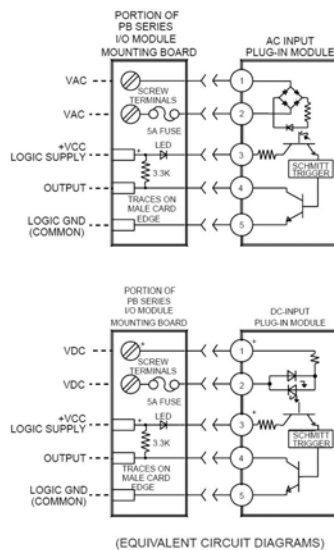 PORTION OF
PB SERIES
I/O MODULE
MOUNTING BOARD
AC INPUT
PLUG-IN MODULE
VAC
1
SCREW
TERMINALS
VAC
2
5A FUSE
+VCC
LOGIC SUPPLY
+
LED
3
3.3K
SCHMITT
TRIGGER
OUTPUT
4
TRACES ON
MALE CARD
EDGE
LOGIC GND
(COMMON)
5
PORTION OF
PB SERIES
I/O MODULE
MOUNTING BOARD
DC-INPUT
PLUG-IN MODULE
VDC
+
1
+
SCREW
TERMINALS
VDC
2
5A FUSE
+VCC
LOGIC SUPPLY
+
LED
3
+
3.3K
SCHMITT
TRIGGER
OUTPUT
4
TRACES ON
MALE CARD
EDGE
LOGIC GND
(COMMON)
5
(EQUIVALENT CIRCUIT DIAGRAMS)